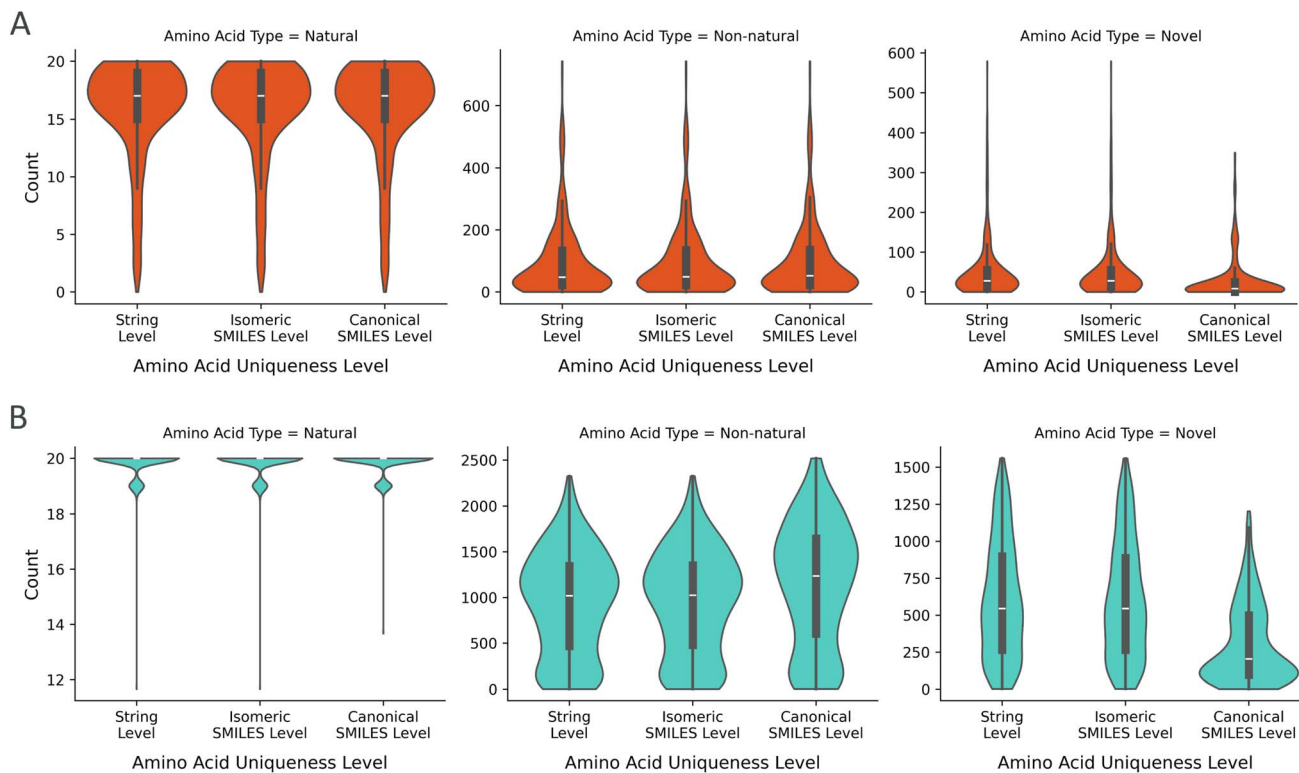 A
Amino Acid Type = Natural
Count
20
15
10
5
0
String
Level
Isomeric
SMILES Level
Canonical
SMILES Level
Amino Acid Uniqueness Level
Amino Acid Type = Non-natural
600
400
200
0
String
Level
Isomeric
SMILES Level
Canonical
SMILES Level
Amino Acid Uniqueness Level
Amino Acid Type = Novel
600
500
400
300
200
100
0
String
Level
Isomeric
SMILES Level
Canonical
SMILES Level
Amino Acid Uniqueness Level
B
Amino Acid Type = Natural
Count
20
18
16
14
12
String
Level
Isomeric
SMILES Level
Canonical
SMILES Level
Amino Acid Uniqueness Level
Amino Acid Type = Non-natural
2500
2000
1500
1000
500
0
String
Level
Isomeric
SMILES Level
Canonical
SMILES Level
Amino Acid Uniqueness Level
Amino Acid Type = Novel
1500
1250
1000
750
500
250
0
String
Level
Isomeric
SMILES Level
Canonical
SMILES Level
Amino Acid Uniqueness Level